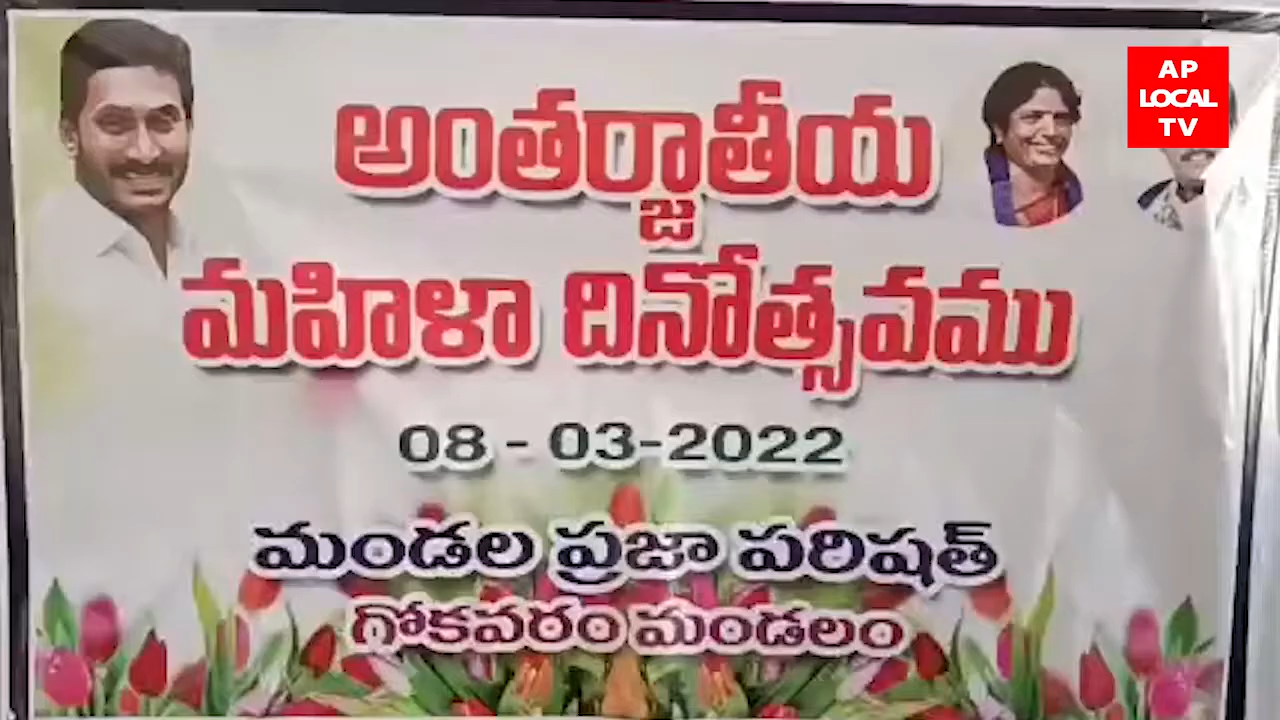 AP
LOCAL
TV
అంతర్జాతీయ
మహిళా దినోత్సవము
08 - 03-2022
మండల ప్రజా పరిషత్
గోకవరం మండలం